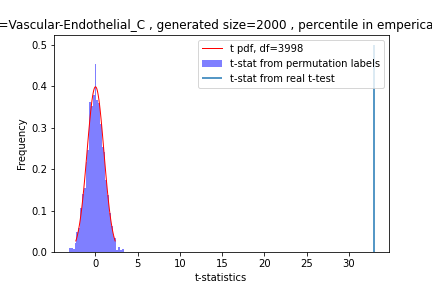 =Vascular-Endothelial_C , generated size=2000 , percentile in emperica
0.5
0.4
0.3
0.2
0.1
0.0
Frequency
t pdf, df=3998
t-stat from permutation labels
t-stat from real t-test
0 5 10 15 20 25 30
t-statistics